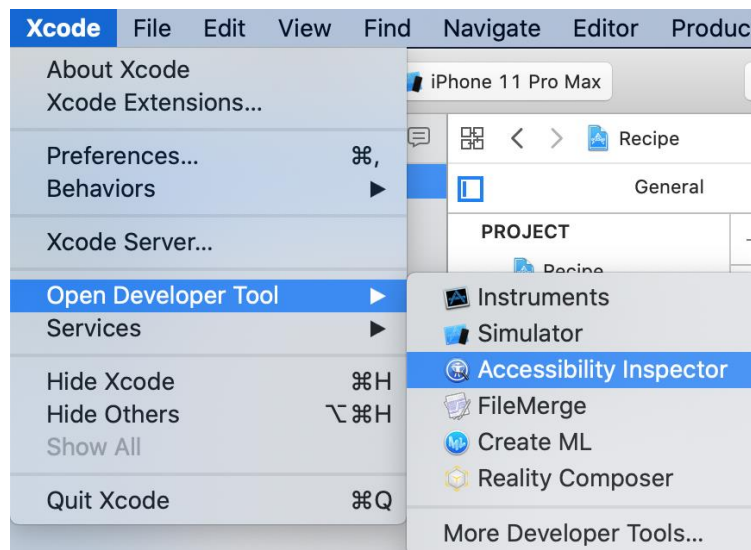 Xcode File Edit View Find Navigate Editor Produc
About Xcode
Xcode Extensions...
iPhone 11 Pro Max
Preferences... ⌘,
Behaviors ▶
Recipe
General
Xcode Server...
PROJECT
Recipe
Open Developer Tool ▶
Services ▶
Hide Xcode ⌘H
Hide Others ⌥⌘H
Show All
Quit Xcode ⌘Q
Instruments
Simulator
Accessibility Inspector
FileMerge
Create ML
Reality Composer
More Developer Tools...